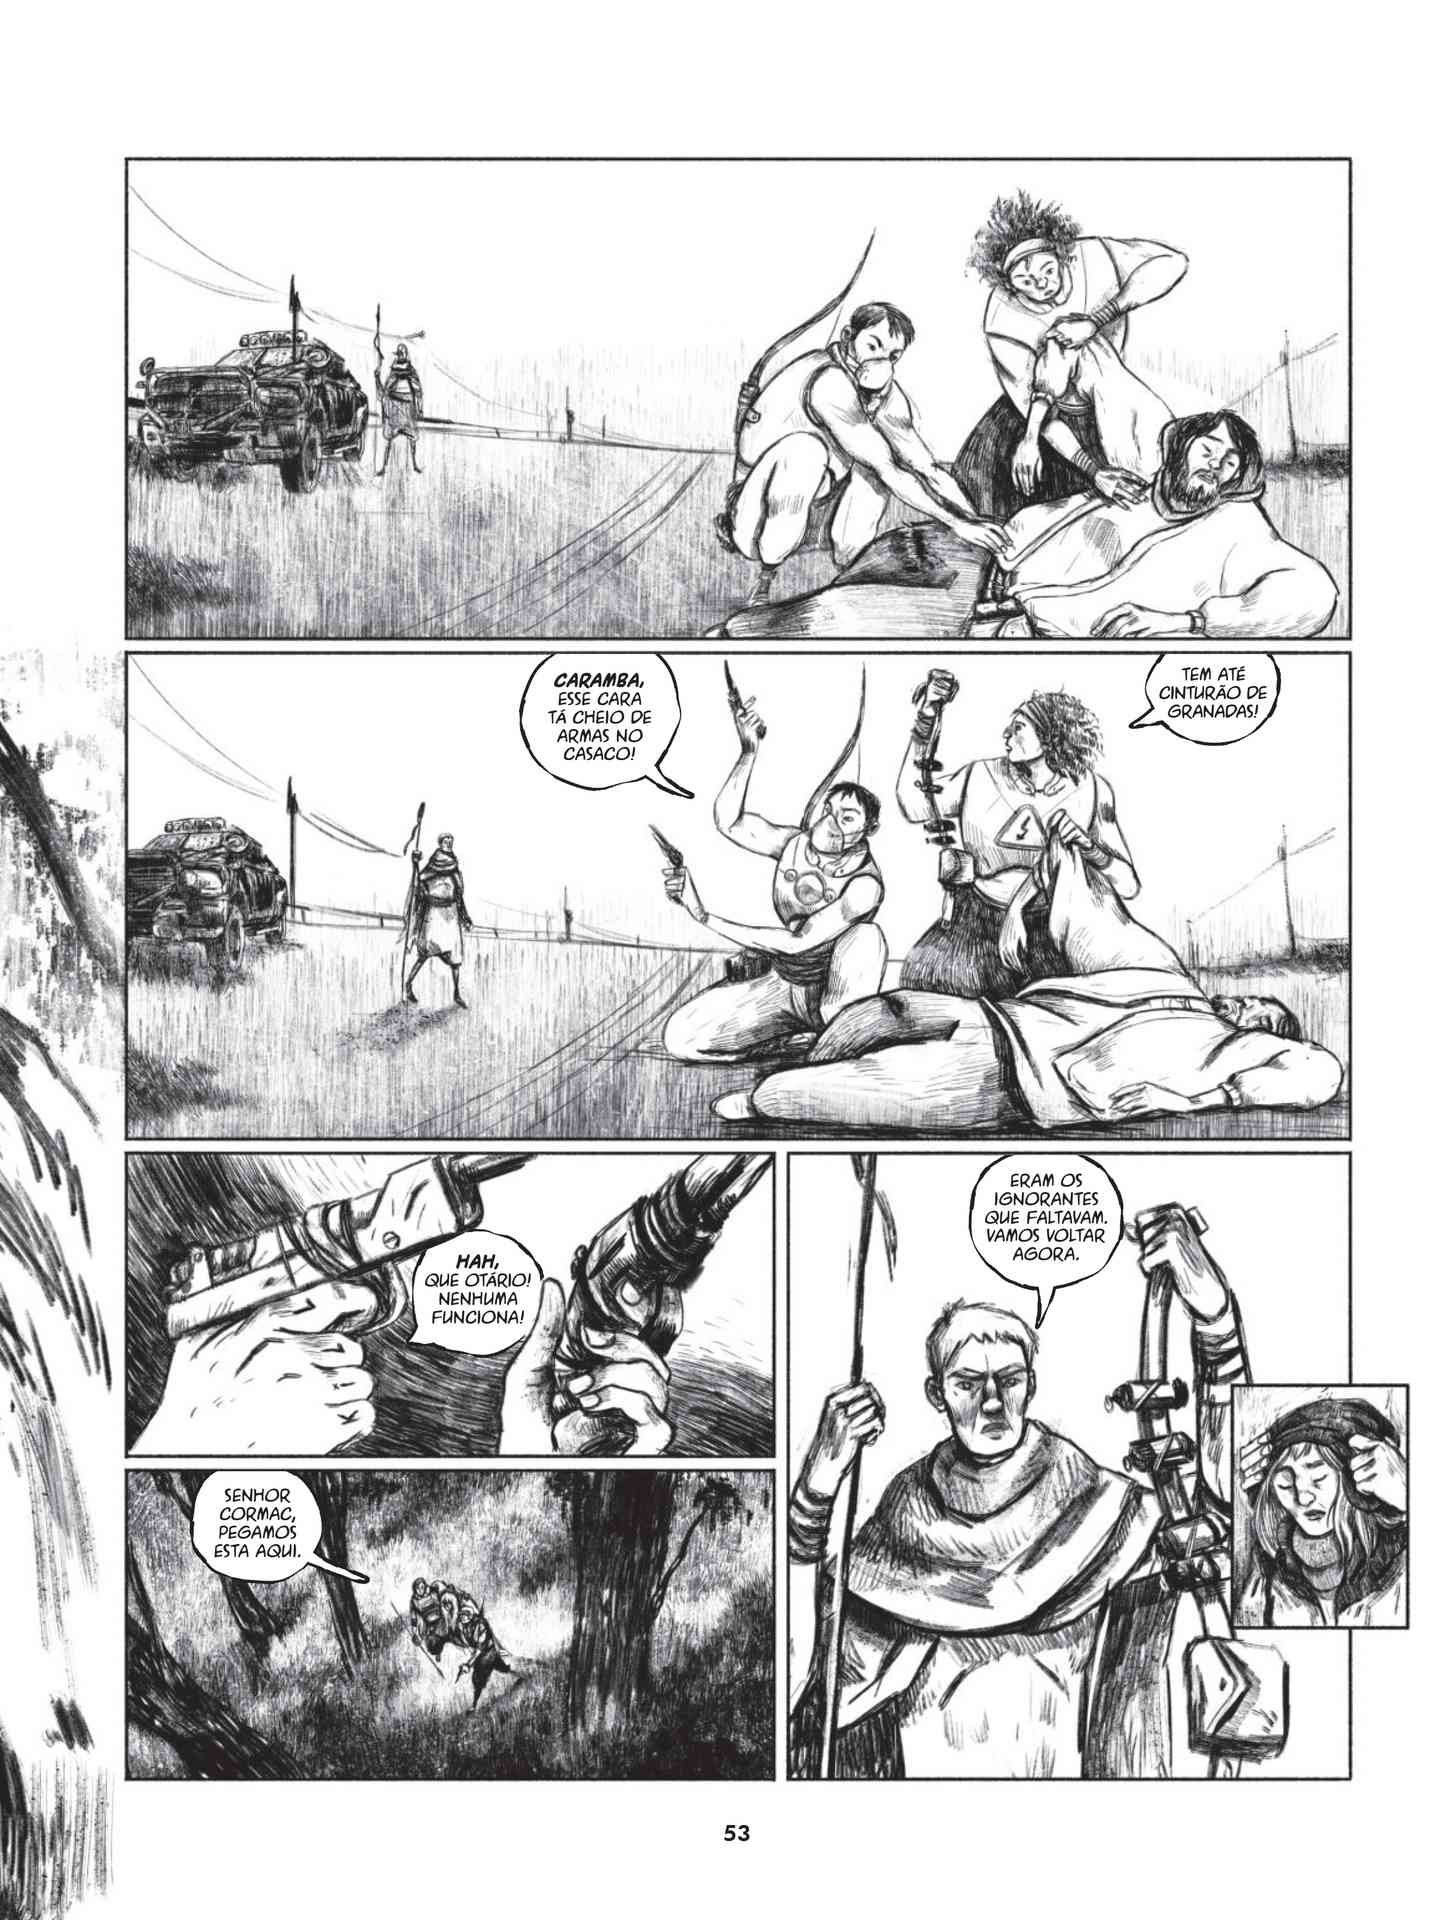 CARAMBA,
ESSE CARA
TÁ CHEIO DE
ARMAS NO
CASACO!
TEM ATÉ
CINTURÃO DE
GRANADAS!
HAH,
QUE OTÁRIO!
NENHUMA
FUNCIONA!
SENHOR
CORMAC,
PEGAMOS
ESTA AQUI.
ERAM OS
IGNORANTES
QUE FALTAVAM.
VAMOS VOLTAR
AGORA.
53